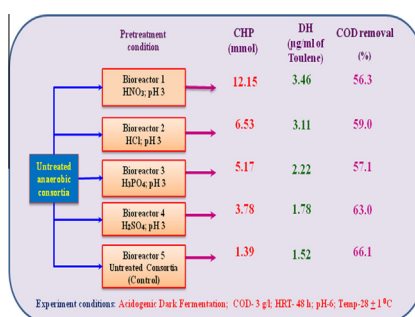 Pretreatment condition
CHP (mmol)
DH (µg/ml of Toulene)
COD removal (%)
Untreated anaerobic consortia
Bioreactor 1
HNO₃; pH 3
12.15
3.46
56.3
Bioreactor 2
HCl; pH 3
6.53
3.11
59.0
Bioreactor 3
H₃PO₄; pH 3
5.17
2.22
57.1
Bioreactor 4
H₂SO₄; pH 3
3.78
1.78
63.0
Bioreactor 5
Untreated Consortia
(Control)
1.39
1.52
66.1
Experiment conditions: Acidogenic Dark Fermentation; COD- 3 g/l; HRT- 48 h; pH-6; Temp-28 ± 1 ⁰C